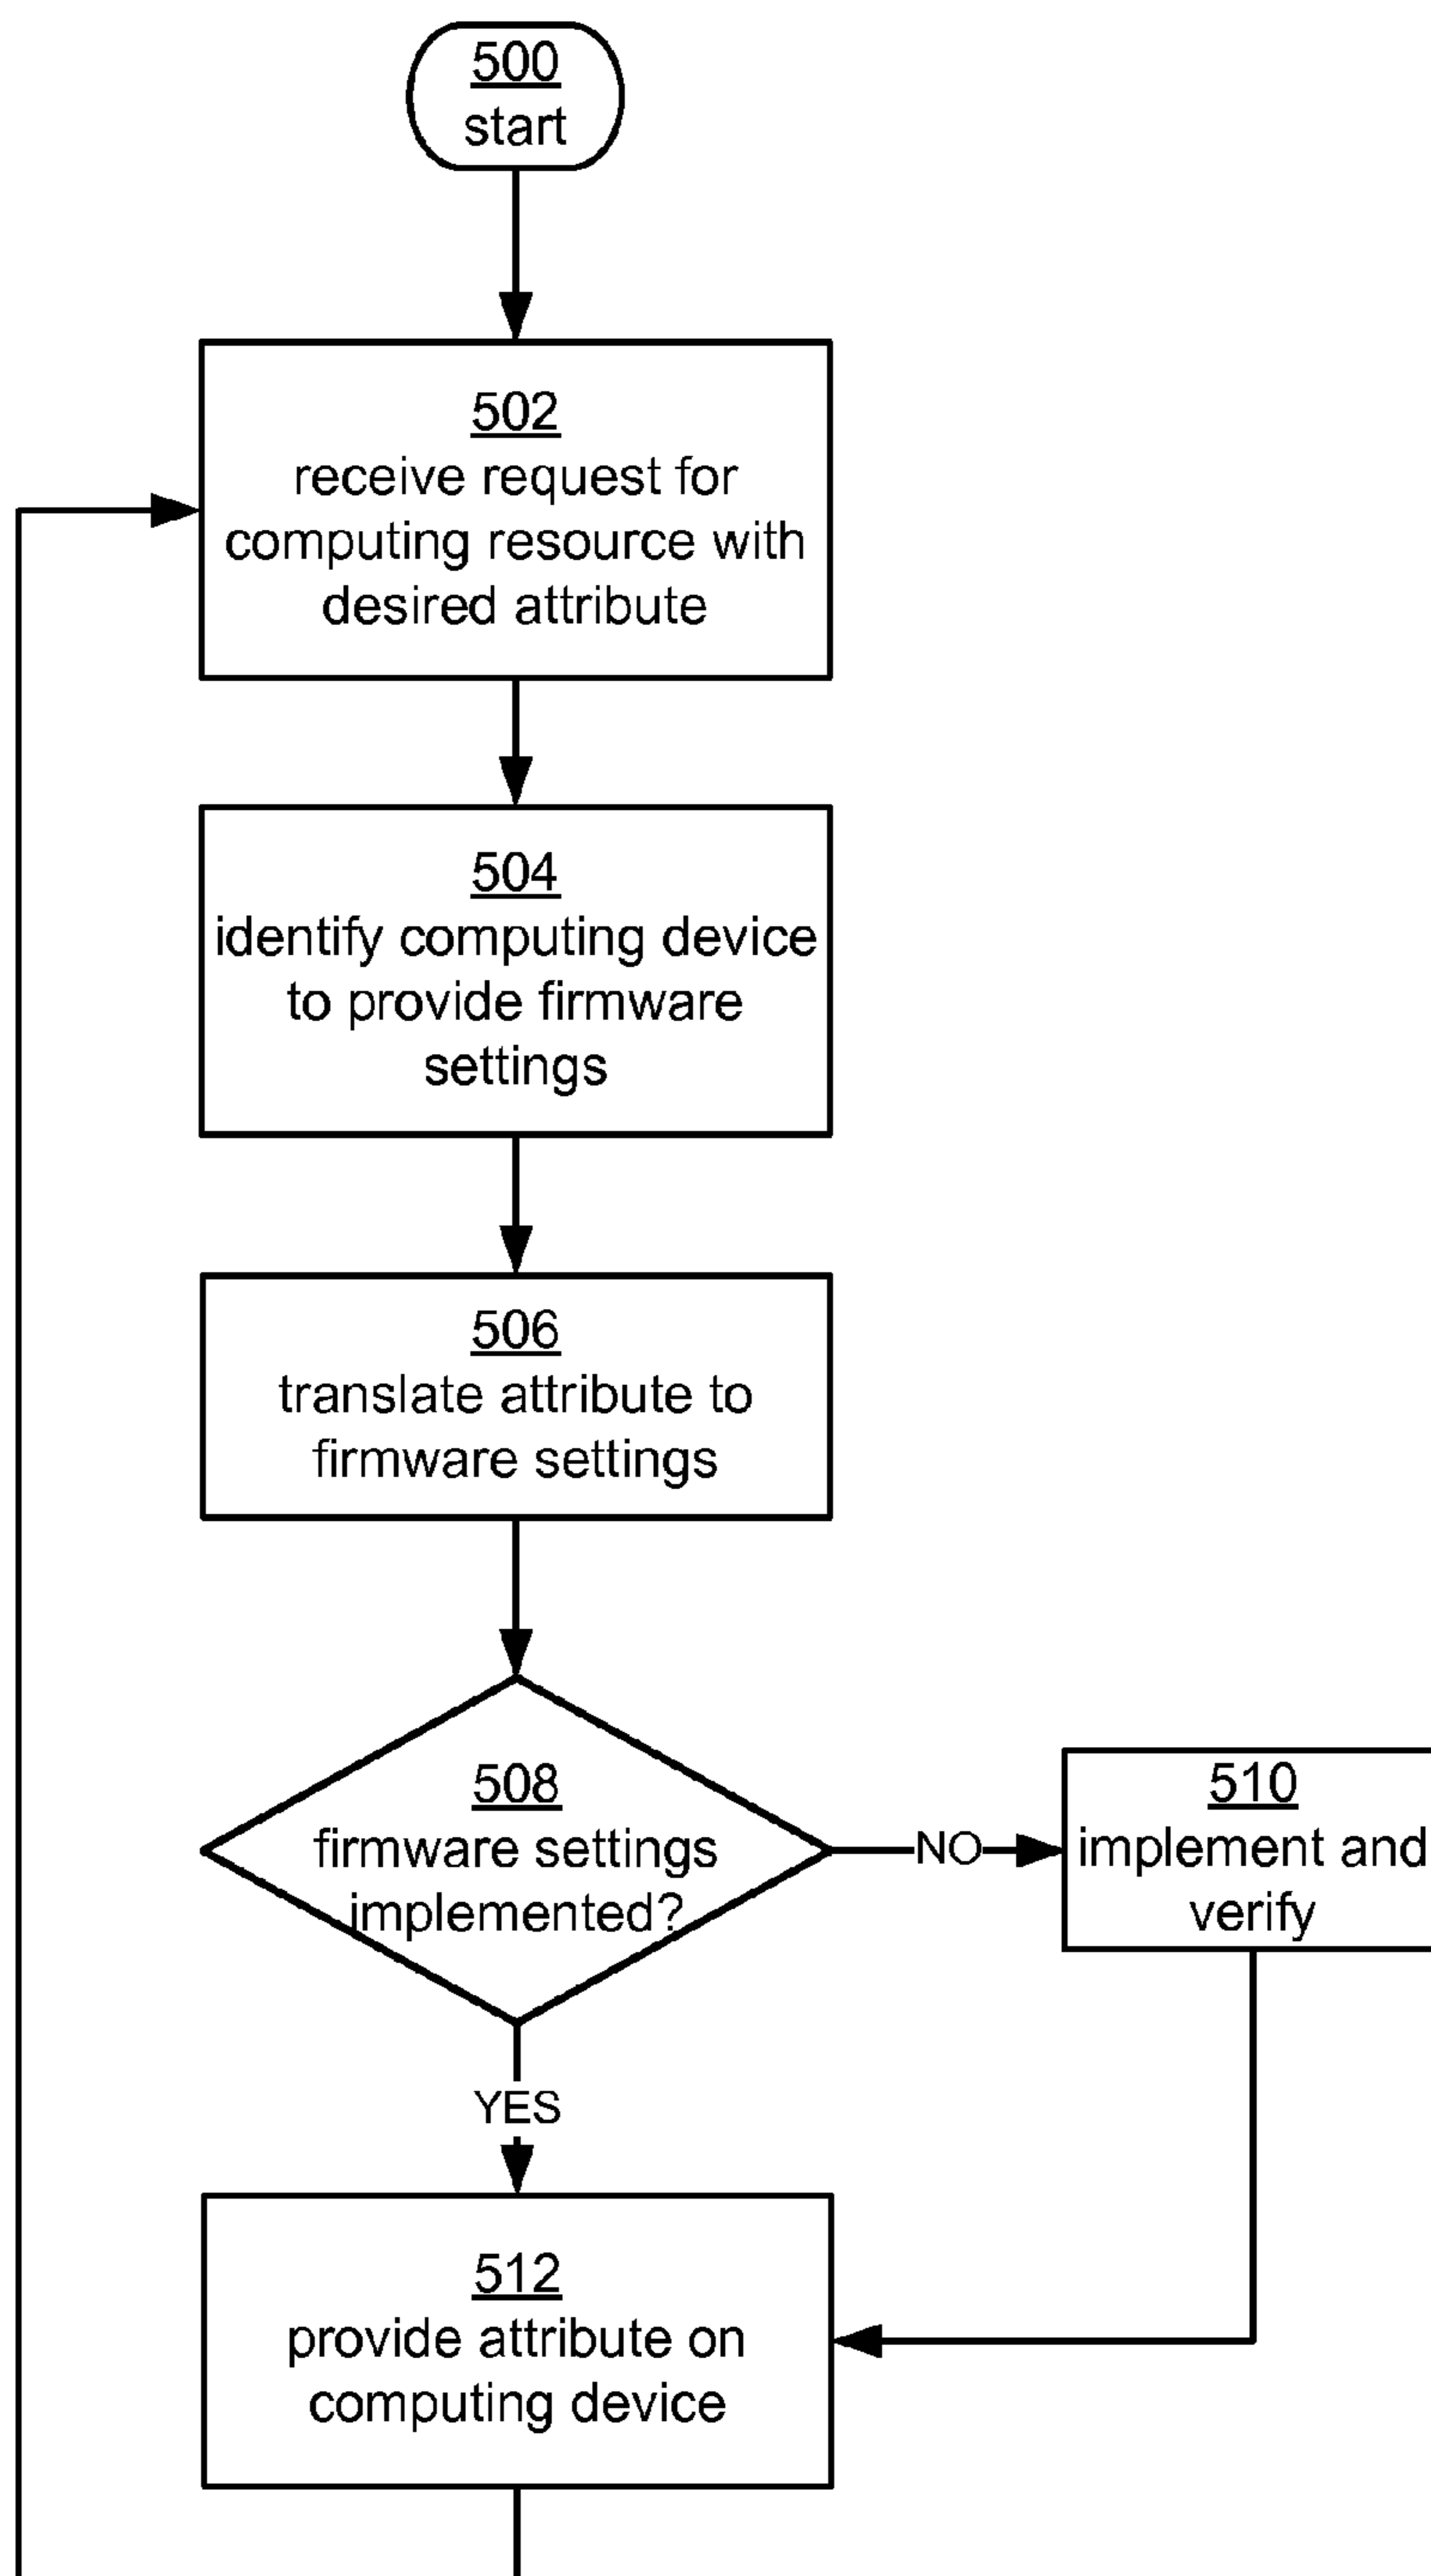 500
start
502
receive request for
computing resource with
desired attribute
504
identify computing device
to provide firmware
settings
506
translate attribute to
firmware settings
508
firmware settings
implemented?
NO
510
implement and
verify
YES
512
provide attribute on
computing device